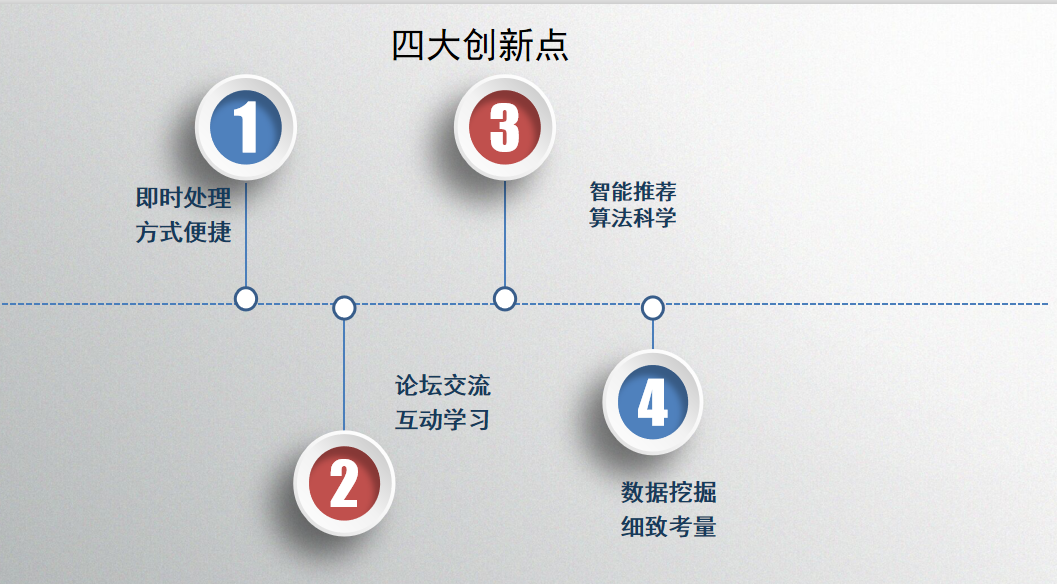 四大创新点
1
即时处理
方式便捷
2
论坛交流
互动学习
3
智能推荐
算法科学
4
数据挖掘
细致考量